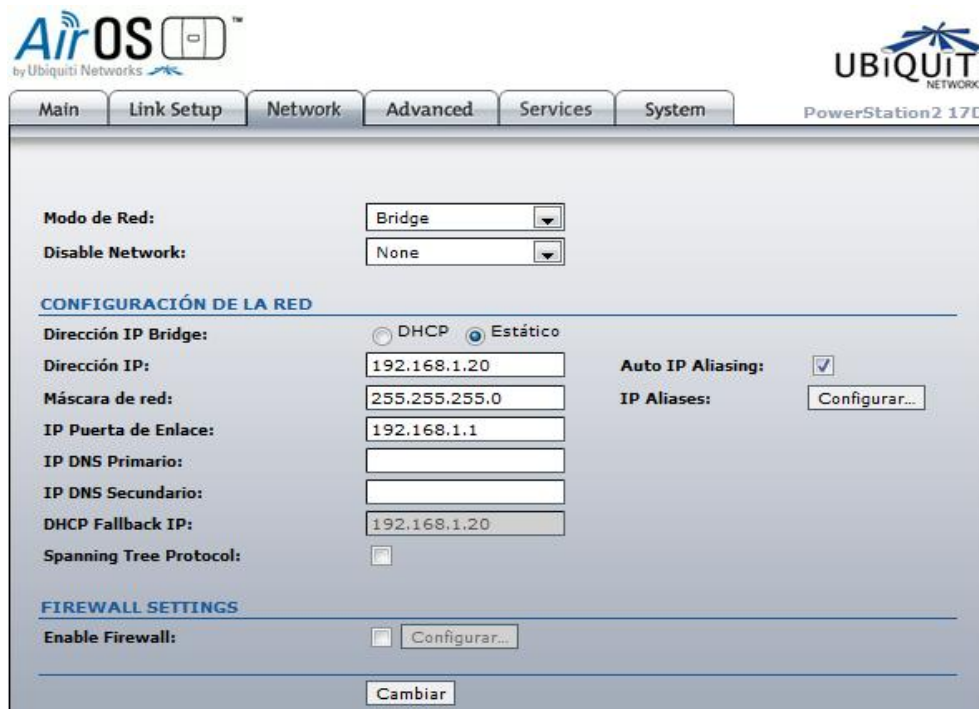 AirOS™
by Ubiquiti Networks
UBiQUiT
NETWORK
Main Link Setup Network Advanced Services System
PowerStation2 17D
Modo de Red: Bridge
Disable Network: None
CONFIGURACIÓN DE LA RED
Dirección IP Bridge: DHCP Estático
Dirección IP: 192.168.1.20 Auto IP Aliasing:
Máscara de red: 255.255.255.0 IP Aliases: Configurar...
IP Puerta de Enlace: 192.168.1.1
IP DNS Primario:
IP DNS Secundario:
DHCP Fallback IP: 192.168.1.20
Spanning Tree Protocol:
FIREWALL SETTINGS
Enable Firewall: Configurar...
Cambiar